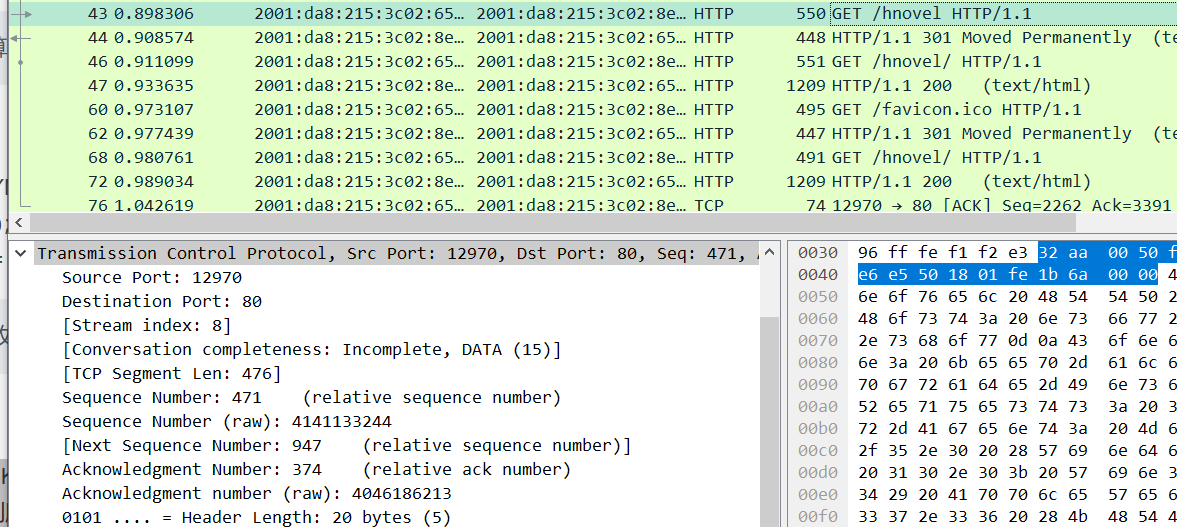 43 0.898306 2001:da8:215:3c02:65… 2001:da8:215:3c02:8e… HTTP 550 GET /hnovel HTTP/1.1
44 0.908574 2001:da8:215:3c02:8e… 2001:da8:215:3c02:65… HTTP 448 HTTP/1.1 301 Moved Permanently (te
46 0.911099 2001:da8:215:3c02:65… 2001:da8:215:3c02:8e… HTTP 551 GET /hnovel/ HTTP/1.1
47 0.933635 2001:da8:215:3c02:8e… 2001:da8:215:3c02:65… HTTP 1209 HTTP/1.1 200 (text/html)
60 0.973107 2001:da8:215:3c02:65… 2001:da8:215:3c02:8e… HTTP 495 GET /favicon.ico HTTP/1.1
62 0.977439 2001:da8:215:3c02:8e… 2001:da8:215:3c02:65… HTTP 447 HTTP/1.1 301 Moved Permanently (te
68 0.980761 2001:da8:215:3c02:65… 2001:da8:215:3c02:8e… HTTP 491 GET /hnovel/ HTTP/1.1
72 0.989034 2001:da8:215:3c02:8e… 2001:da8:215:3c02:65… HTTP 1209 HTTP/1.1 200 (text/html)
76 1.042619 2001:da8:215:3c02:65… 2001:da8:215:3c02:8e… TCP 74 12970 → 80 [ACK] Seq=2262 Ack=3391
Transmission Control Protocol, Src Port: 12970, Dst Port: 80, Seq: 471,
Source Port: 12970
Destination Port: 80
[Stream index: 8]
[Conversation completeness: Incomplete, DATA (15)]
[TCP Segment Len: 476]
Sequence Number: 471 (relative sequence number)
Sequence Number (raw): 4141133244
[Next Sequence Number: 947 (relative sequence number)]
Acknowledgment Number: 374 (relative ack number)
Acknowledgment number (raw): 4046186213
0101 .... = Header Length: 20 bytes (5)
0030 96 ff fe f1 f2 e3 32 aa 00 50 f
0040 e6 e5 50 18 01 fe 1b 6a 00 00 4
0050 6e 6f 76 65 6c 20 48 54 54 50 2
0060 48 6f 73 74 3a 20 6e 73 66 77 2
0070 2e 73 68 6f 77 0d 0a 43 6f 6e 6
0080 6e 3a 20 6b 65 65 70 2d 61 6c 6
0090 70 67 72 61 64 65 2d 49 6e 73 6
00a0 52 65 71 75 65 73 74 73 3a 20 3
00b0 72 2d 41 67 65 6e 74 3a 20 4d 6
00c0 2f 35 2e 30 20 28 57 69 6e 64 6
00d0 20 31 30 2e 30 3b 20 57 69 6e 3
00e0 34 29 20 41 70 70 6c 65 57 65 6
00f0 33 37 2e 33 36 20 28 4b 48 54 4